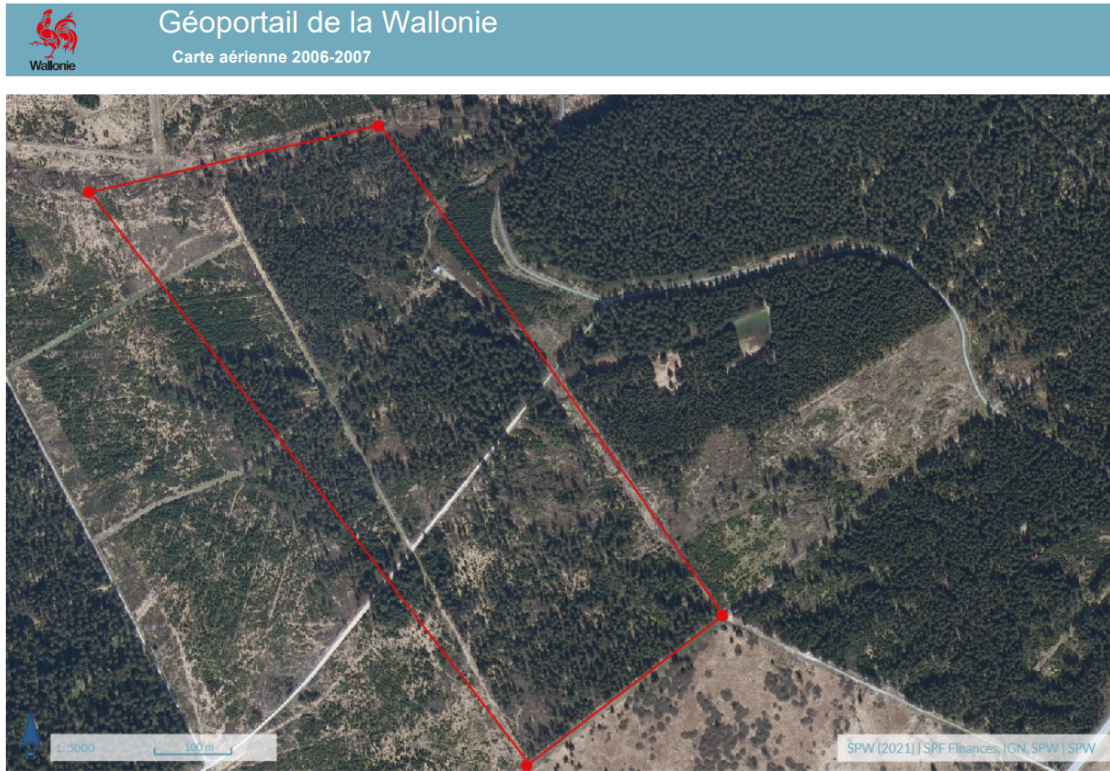 Géoportail de la Wallonie
Carte aérienne 2006-2007
Wallonie
1: 5000
100 m
SPW (2021) | SPF Finances, IGN, SPW | SPW